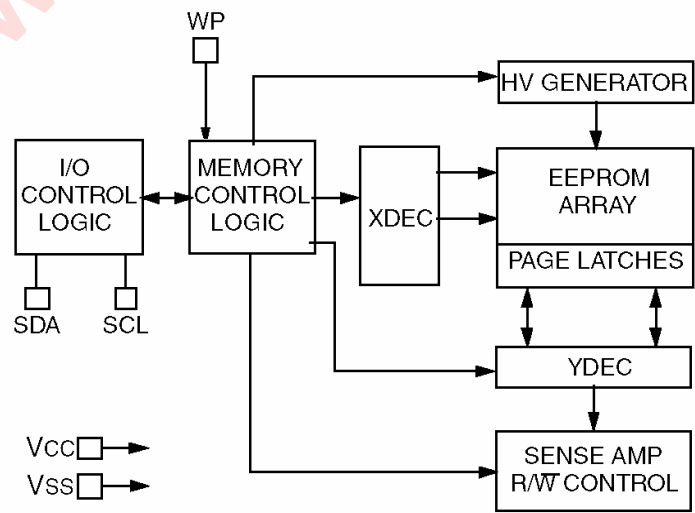 WP
HV GENERATOR
I/O
CONTROL
LOGIC
MEMORY
CONTROL
LOGIC
XDEC
EEPROM
ARRAY
PAGE LATCHES
SDA
SCL
YDEC
VCC
VSS
SENSE AMP
R/W̅ CONTROL